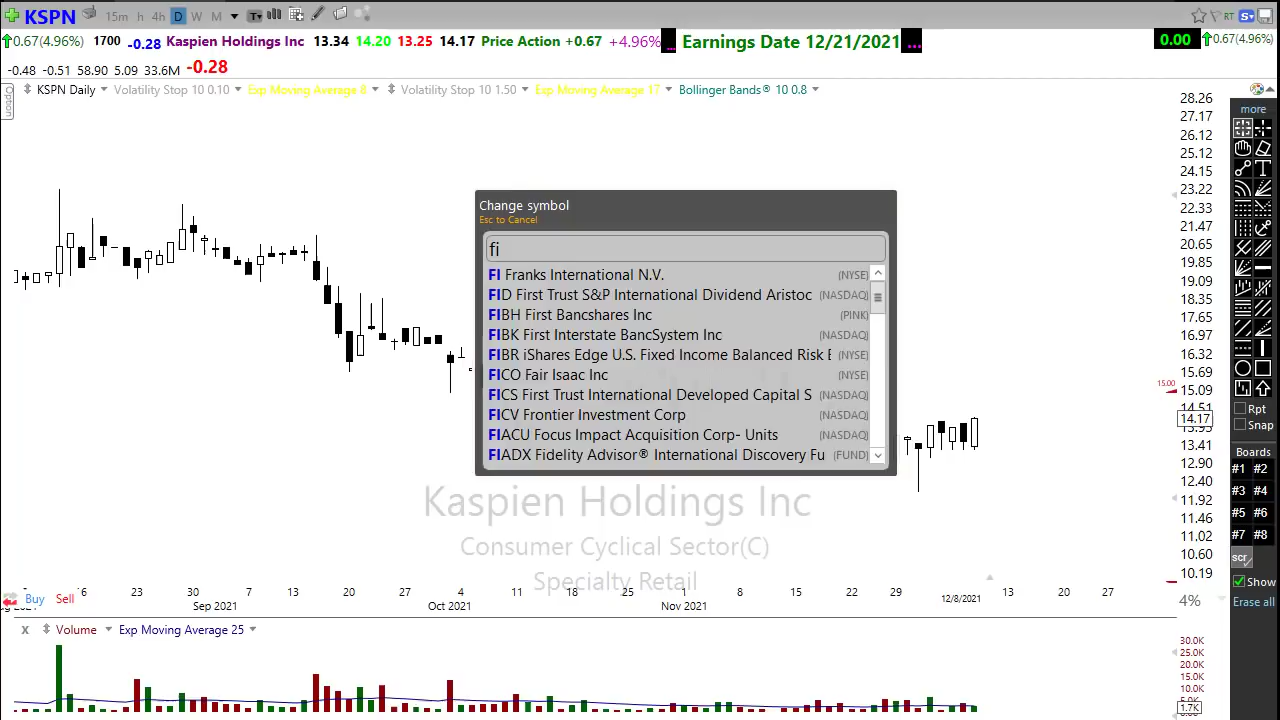 KSPN 15m h 4h D W M
RT
0.67(4.96%) 1700 -0.28 Kaspien Holdings Inc 13.34 14.20 13.25 14.17 Price Action +0.67 +4.96% ... Earnings Date 12/21/2021 ... 0.00 0.67(4.96%)
-0.48 -0.51 58.90 5.09 33.6M -0.28
Option
KSPN Daily Volatility Stop 10 0.10 Exp Moving Average 8 Volatility Stop 10 1.50 Exp Moving Average 17 Bollinger Bands® 10 0.8
28.26
27.17
26.12
25.12
24.15
23.22
22.33
21.47
20.65
19.85
19.09
18.35
17.65
16.97
16.32
15.69
15.00
15.09
14.51
14.17
13.41
12.90
12.40
11.92
11.46
11.02
10.60
10.19
more
Rpt
Snap
Boards
#1 #2
#3 #4
#5 #6
#7 #8
scr
Show
Erase all
Change symbol
Esc to Cancel
fi
FI Franks International N.V. (NYSE)
FID First Trust S&P International Dividend Aristoc (NASDAQ)
FIBH First Bancshares Inc (PINK)
FIBK First Interstate BancSystem Inc (NASDAQ)
FIBR iShares Edge U.S. Fixed Income Balanced Risk E (NYSE)
FICO Fair Isaac Inc (NYSE)
FICS First Trust International Developed Capital S (NASDAQ)
FICV Frontier Investment Corp (NASDAQ)
FIACU Focus Impact Acquisition Corp- Units (NASDAQ)
FIADX Fidelity Advisor® International Discovery Fu (FUND)
Kaspien Holdings Inc
Consumer Cyclical Sector(C)
Specialty Retail
6 23 30 9 13 20 27 4 11 18 25 8 15 22 29 13 20 27
Sep 2021 Oct 2021 Nov 2021 12/8/2021
4%
Buy Sell
x Volume Exp Moving Average 25
30.0K
25.0K
20.0K
15.0K
10.0K
1.7K